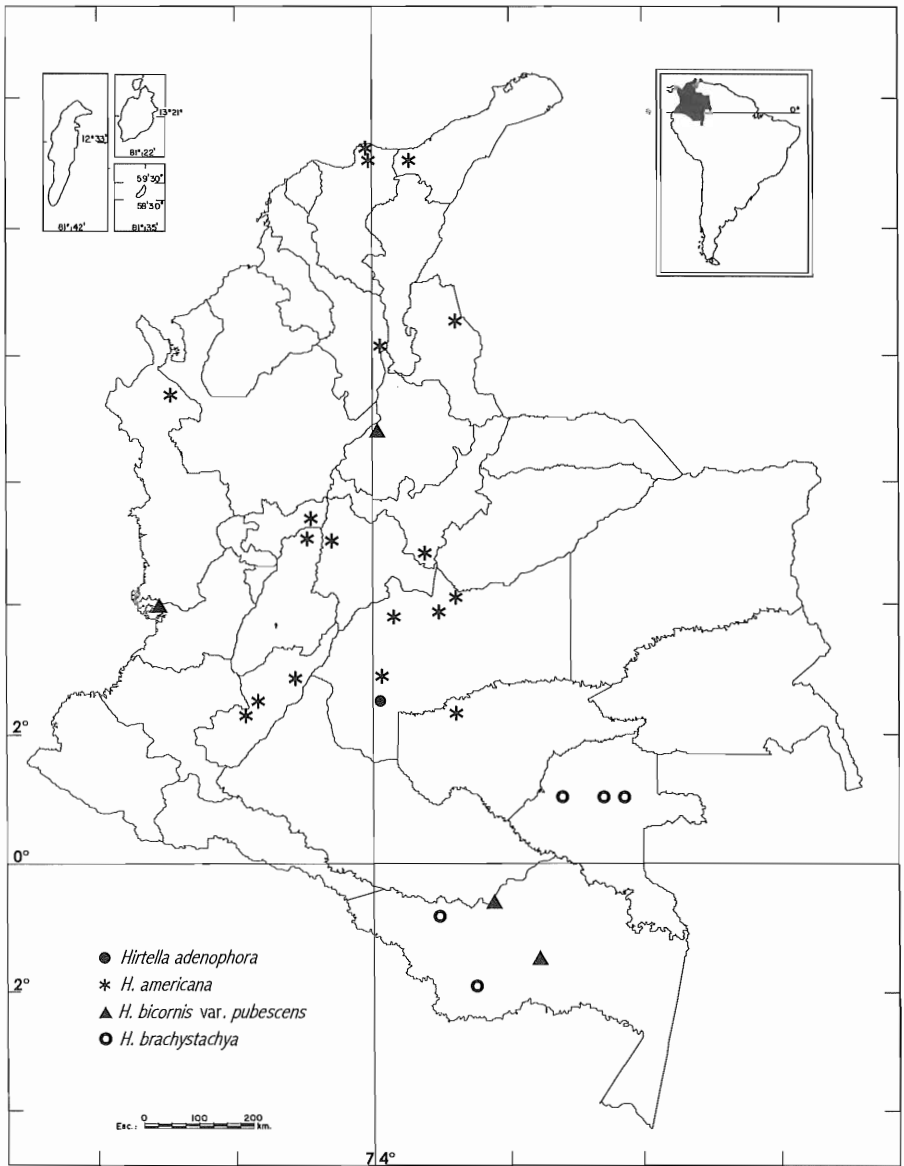 13°21'
12°33'
81°22'
59'30"
58'30"
81°42'
81°35'
0°
2°
0°
2°
Hirtella adenophora
H. americana
H. bicornis var. pubescens
H. brachystachya
Esc.: 0 100 200 km.
74°